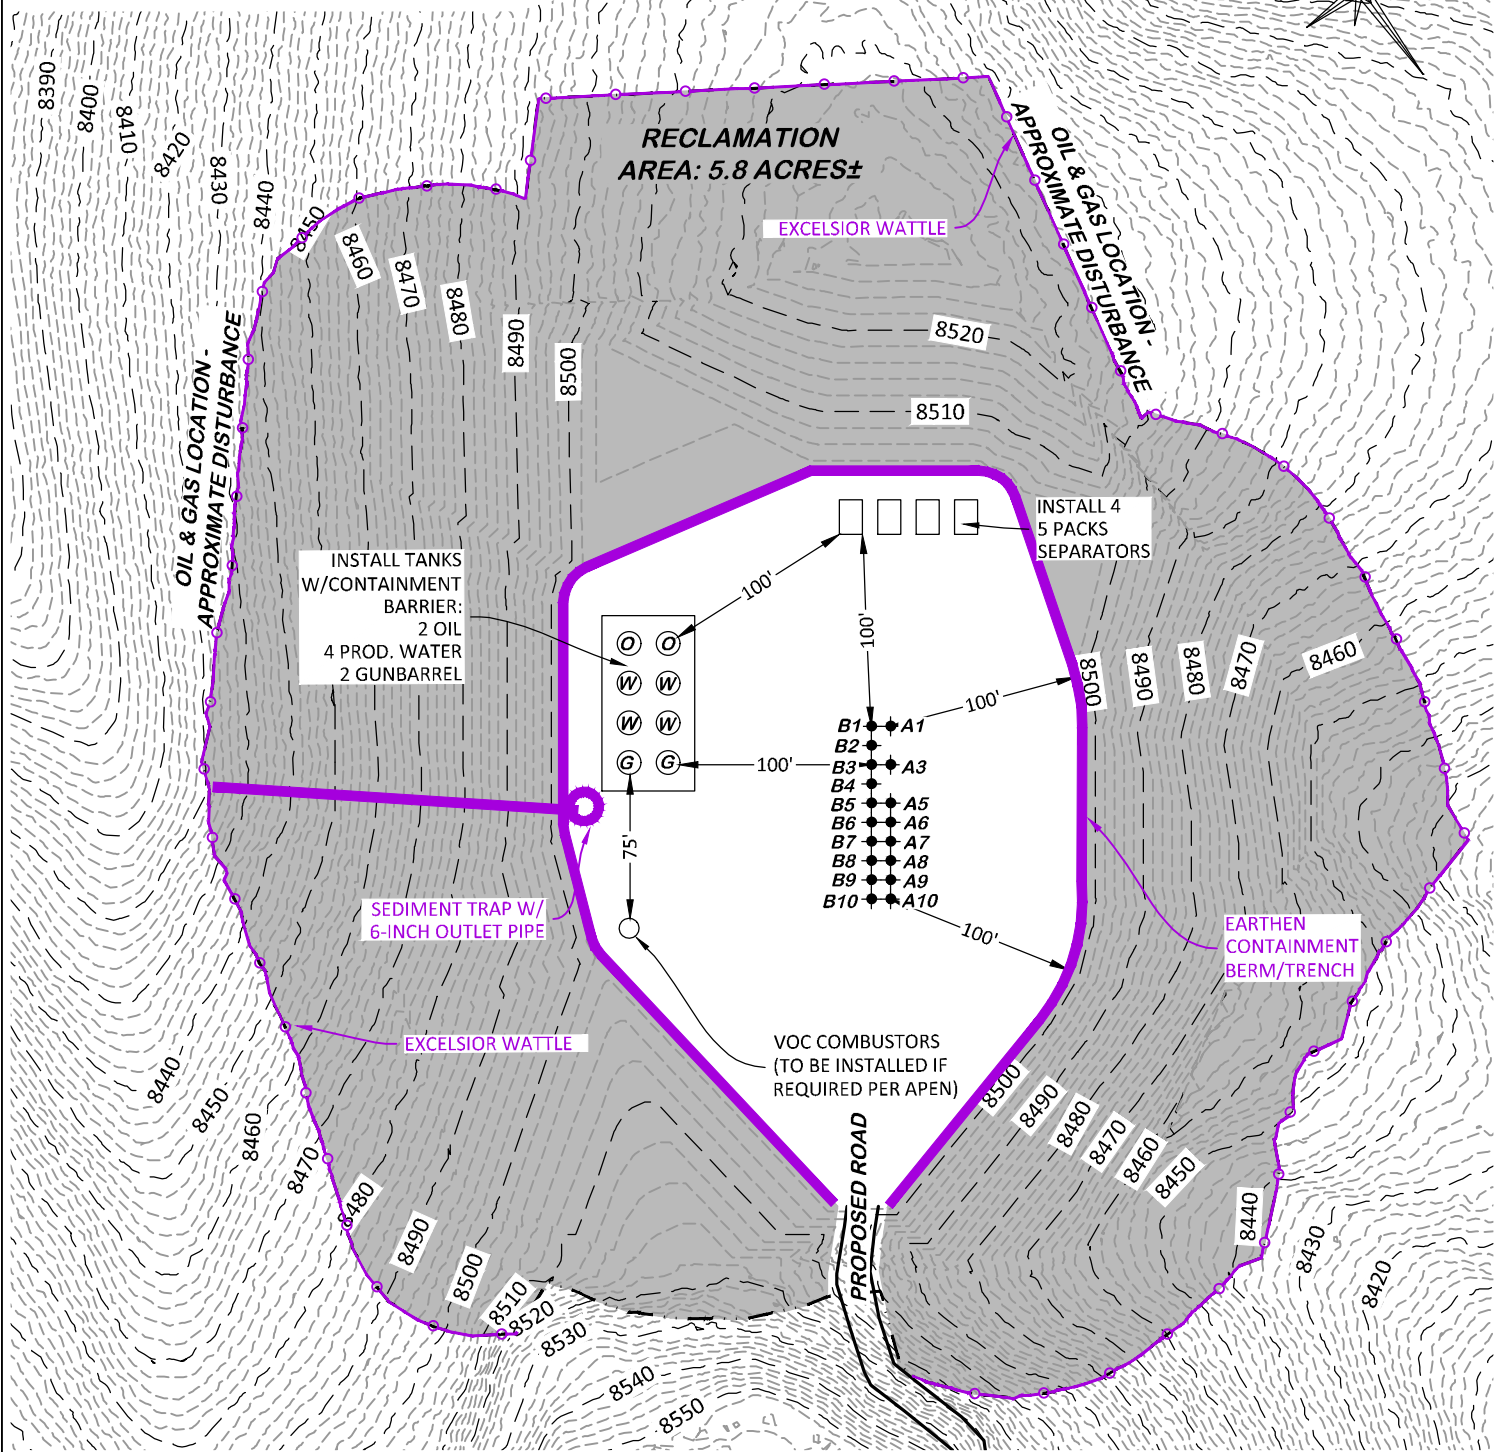 8390
8400
8410
8420
8430
8440
8450
8460
8470
8480
8490
8500
RECLAMATION
AREA: 5.8 ACRES±
EXCELSIOR WATTLE
OIL & GAS LOCATION -
APPROXIMATE DISTURBANCE
8520
8510
OIL & GAS LOCATION -
APPROXIMATE DISTURBANCE
INSTALL 4
5 PACKS
SEPARATORS
INSTALL TANKS
W/CONTAINMENT
BARRIER:
2 OIL
4 PROD. WATER
2 GUNBARREL
100'
100'
O O
W W
W W
G G
100'
100'
8500
8490
8480
8470
8460
B1 A1
B2
B3 A3
B4
B5 A5
B6 A6
B7 A7
B8 A8
B9 A9
B10 A10
75'
100'
SEDIMENT TRAP W/
6-INCH OUTLET PIPE
EARTHEN
CONTAINMENT
BERM/TRENCH
EXCELSIOR WATTLE
VOC COMBUSTORS
(TO BE INSTALLED IF
REQUIRED PER APEN)
PROPOSED ROAD
8500
8490
8480
8470
8460
8450
8440
8430
8420
8440
8450
8460
8470
8480
8490
8500
8510
8520
8530
8540
8550